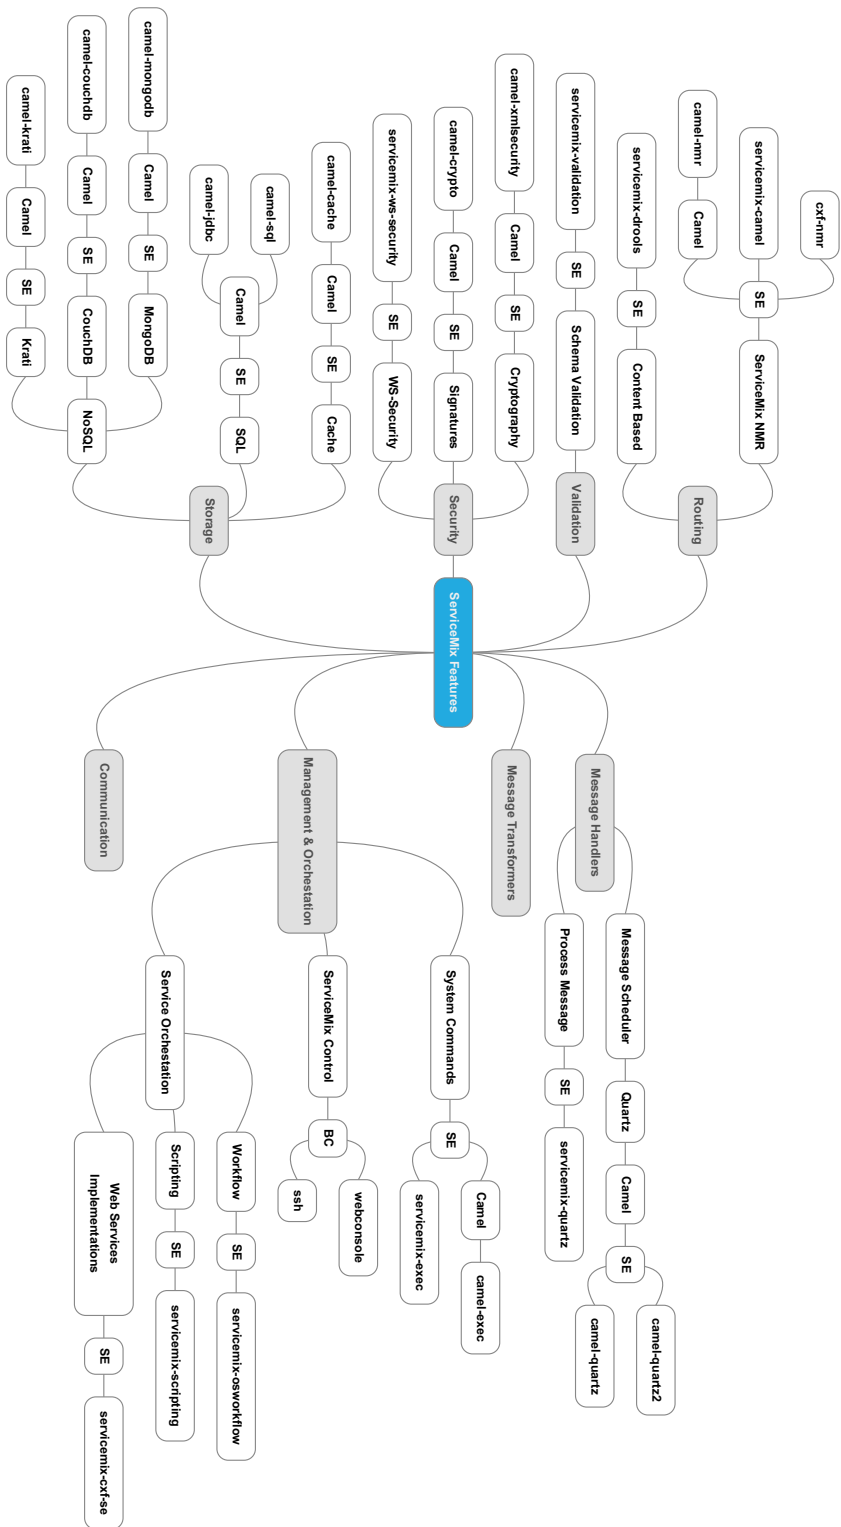 ServiceMix Features
Routing
ServiceMix NMR
SE
cxf-nmr
servicemix-camel
Camel
camel-nmr
Content Based
SE
servicemix-drools
Validation
Schema Validation
SE
servicemix-validation
Security
Cryptography
SE
Camel
camel-xmlsecurity
Signatures
SE
Camel
camel-crypto
WS-Security
SE
servicemix-ws-security
Storage
Cache
SE
Camel
camel-cache
SQL
SE
Camel
camel-sql
camel-jdbc
NoSQL
MongoDB
SE
Camel
camel-mongodb
CouchDB
SE
Camel
camel-couchdb
Krati
SE
Camel
camel-krati
Message Handlers
Message Scheduler
Quartz
Camel
SE
camel-quartz2
camel-quartz
Process Message
SE
servicemix-quartz
Message Transformers
Management & Orchestation
System Commands
SE
Camel
camel-exec
servicemix-exec
ServiceMix Control
BC
webconsole
ssh
Service Orchestation
Workflow
SE
servicemix-osworkflow
Scripting
SE
servicemix-scripting
Web Services
Implementations
SE
servicemix-cxf-se
Communication